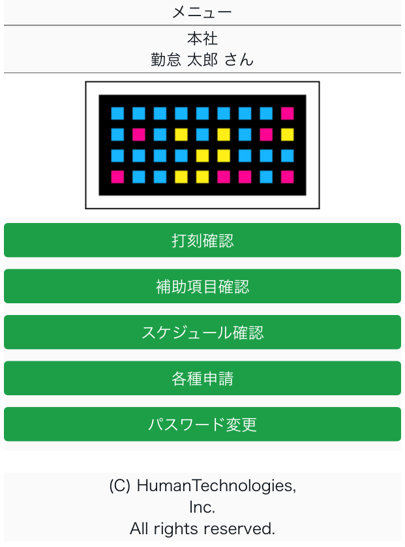 メニュー
本社
勤怠 太郎 さん
打刻確認
補助項目確認
スケジュール確認
各種申請
パスワード変更
(C) HumanTechnologies,
Inc.
All rights reserved.